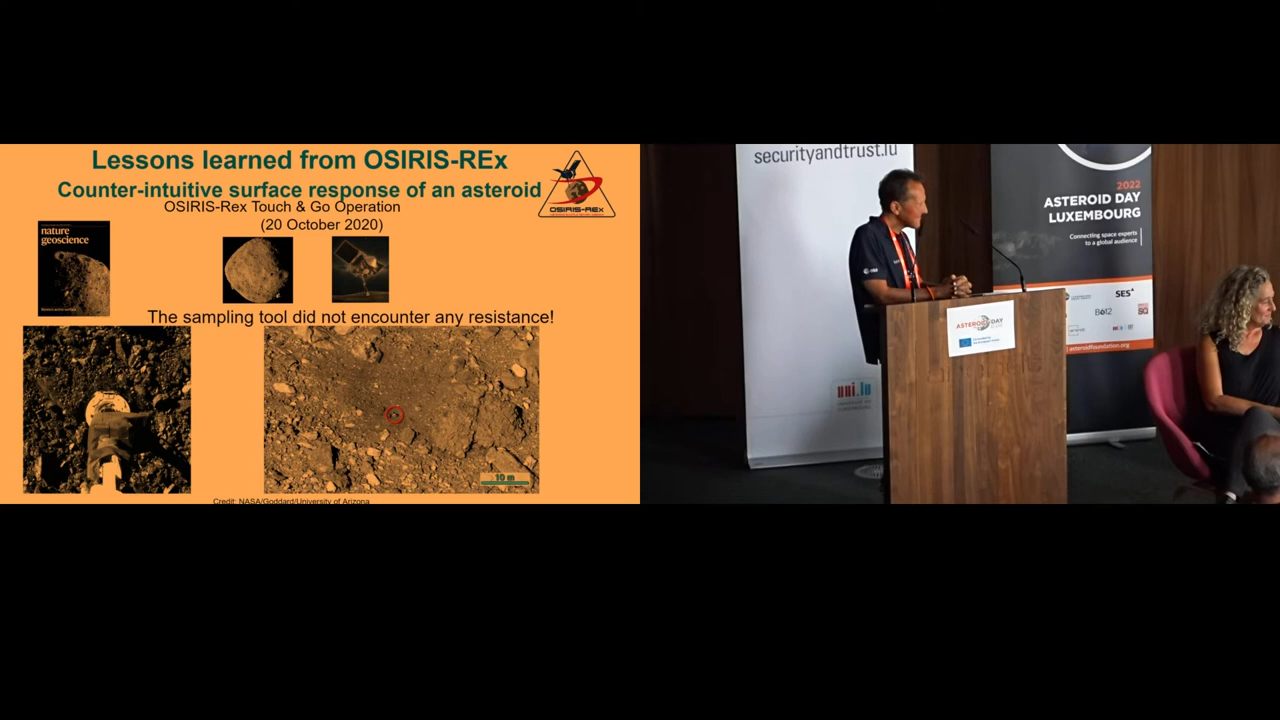 Lessons learned from OSIRIS-REx
Counter-intuitive surface response of an asteroid
OSIRIS-Rex Touch & Go Operation
(20 October 2020)
OSIRIS-REx
nature
geoscience
The sampling tool did not encounter any resistance!
10 m
Credit: NASA/Goddard/University of Arizona
securityandtrust.lu
uni.lu
ASTEROID DAY
2022
ASTEROID DAY
LUXEMBOURG
Connecting space experts
to a global audience
SES
B612
asteroidfoundation.org